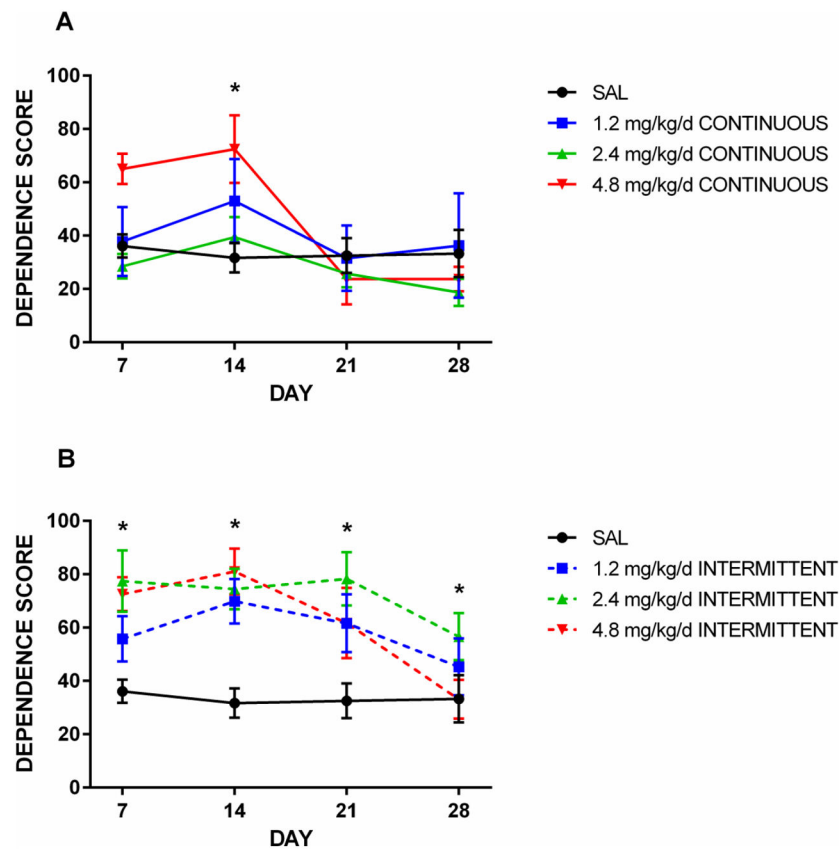 A
DEPENDENCE SCORE
100
80
60
40
20
0
*
7 14 21 28
DAY
SAL
1.2 mg/kg/d CONTINUOUS
2.4 mg/kg/d CONTINUOUS
4.8 mg/kg/d CONTINUOUS
B
DEPENDENCE SCORE
100
80
60
40
20
0
* * * *
7 14 21 28
DAY
SAL
1.2 mg/kg/d INTERMITTENT
2.4 mg/kg/d INTERMITTENT
4.8 mg/kg/d INTERMITTENT